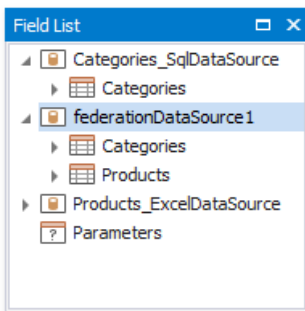 Field List
Categories_SqlDataSource
Categories
federationDataSource1
Categories
Products
Products_ExcelDataSource
Parameters